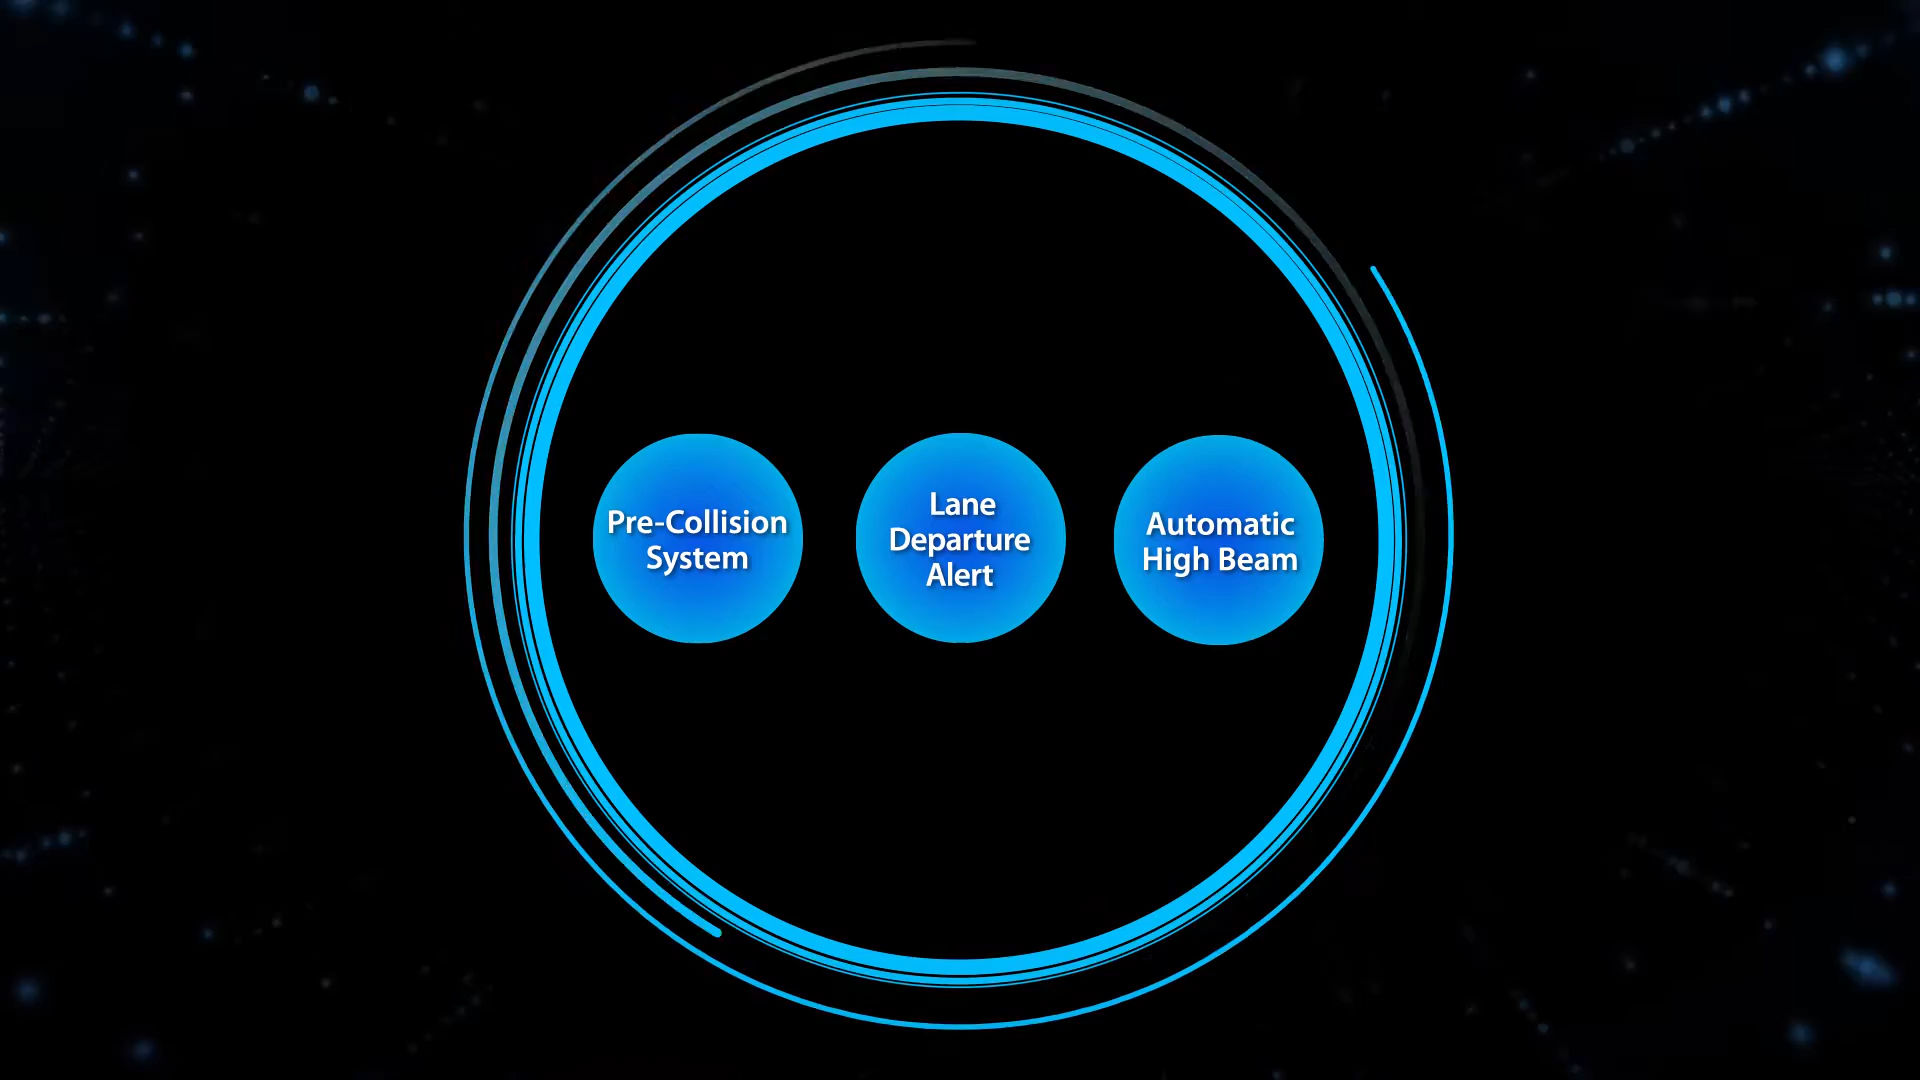 Pre-Collision
System
Lane
Departure
Alert
Automatic
High Beam